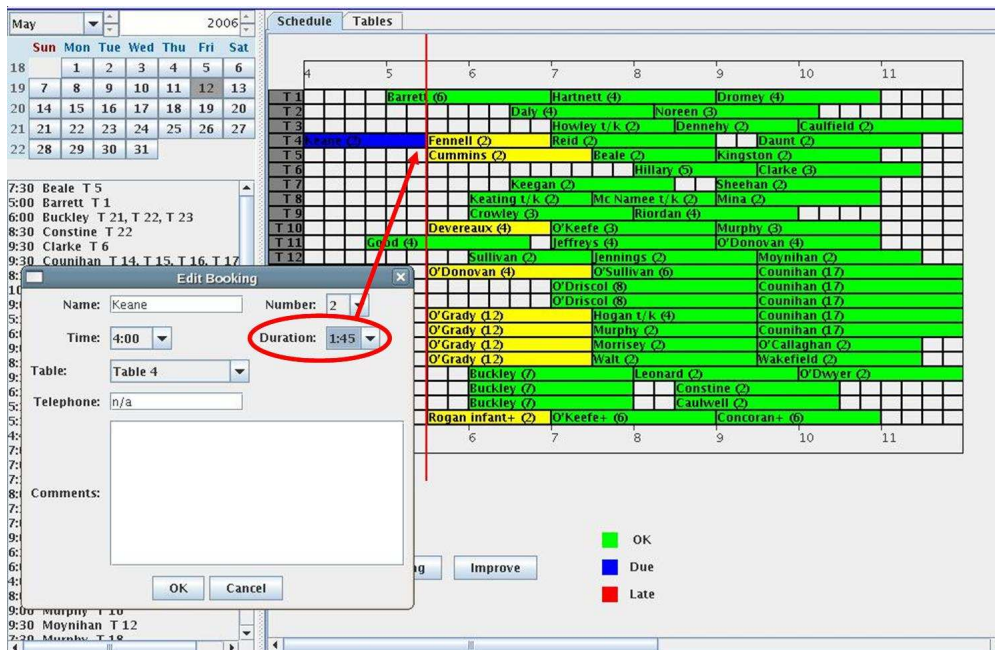 May 2006
Sun Mon Tue Wed Thu Fri Sat
18 1 2 3 4 5 6
19 7 8 9 10 11 12 13
20 14 15 16 17 18 19 20
21 21 22 23 24 25 26 27
22 28 29 30 31
7:30 Beale T 5
5:00 Barrett T 1
6:00 Buckley T 21, T 22, T 23
8:30 Constine T 22
9:30 Clarke T 6
9:30 Counihan T 14, T 15, T 16, T 17
Edit Booking
Name: Keane Number: 2
Time: 4:00 Duration: 1:45
Table: Table 4
Telephone: n/a
Comments:
OK Cancel
9:00 Murphy T 10
9:30 Moynihan T 12
7:30 Murphy T 18
Schedule Tables
4 5 6 7 8 9 10 11
T 1 Barrett (6) Hartnett (4) Dromey (4)
T 2 Daly (4) Noreen (3)
T 3 Howley t/k (2) Dennehy (2) Caulfield (2)
T 4 Keane (2) Fennell (2) Reid (2) Daunt (2)
T 5 Cummins (2) Beale (2) Kingston (2)
T 6 Hillary (5) Clarke (3)
T 7 Keegan (2) Sheehan (2)
T 8 Keating t/k (2) Mc Namee t/k (2) Mina (2)
T 9 Crowley (3) Riordan (4)
T 10 Devereaux (4) O'Keefe (3) Murphy (3)
T 11 Good (4) Jeffreys (4) O'Donovan (4)
T 12 Sullivan (2) Jennings (2) Moynihan (2)
O'Donovan (4) O'Sullivan (6) Counihan (17)
O'Driscol (8) Counihan (17)
O'Driscol (8) Counihan (17)
O'Grady (12) Hogan t/k (4) Counihan (17)
O'Grady (12) Murphy (2) Counihan (17)
O'Grady (12) Morrisey (2) O'Callaghan (2)
O'Grady (12) Walt (2) Wakefield (2)
Buckley (7) Leonard (2) O'Dwyer (2)
Buckley (7) Constine (2)
Buckley (7) Caulwell (2)
Rogan infant+ (2) O'Keefe+ (6) Concoran+ (6)
6 7 8 9 10 11
Improve
OK
Due
Late